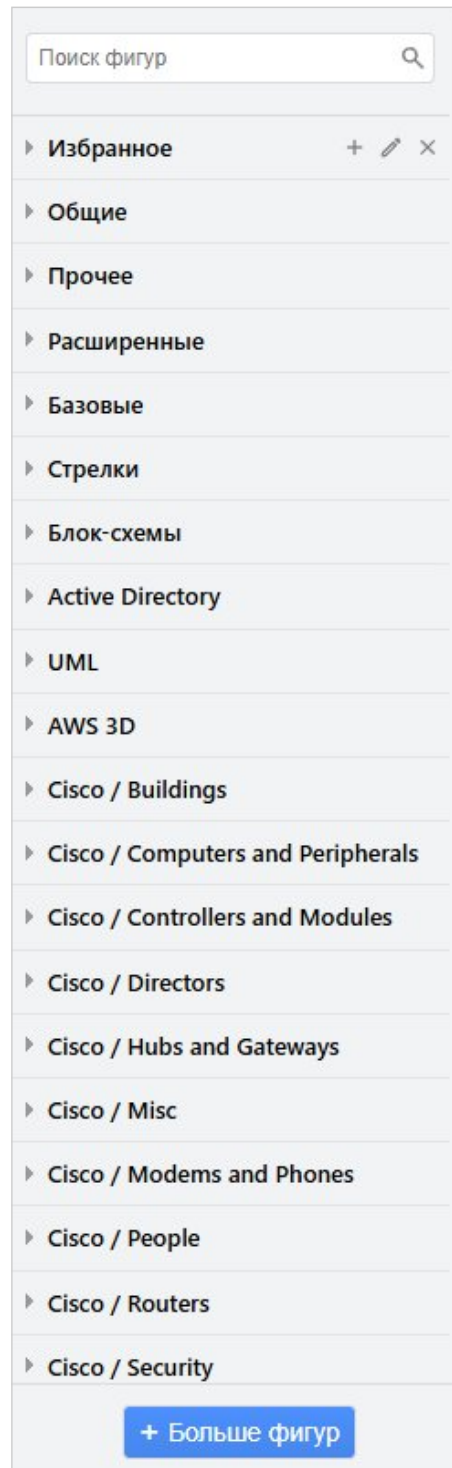 Поиск фигур
Избранное
Общие
Прочее
Расширенные
Базовые
Стрелки
Блок-схемы
Active Directory
UML
AWS 3D
Cisco / Buildings
Cisco / Computers and Peripherals
Cisco / Controllers and Modules
Cisco / Directors
Cisco / Hubs and Gateways
Cisco / Misc
Cisco / Modems and Phones
Cisco / People
Cisco / Routers
Cisco / Security
+ Больше фигур